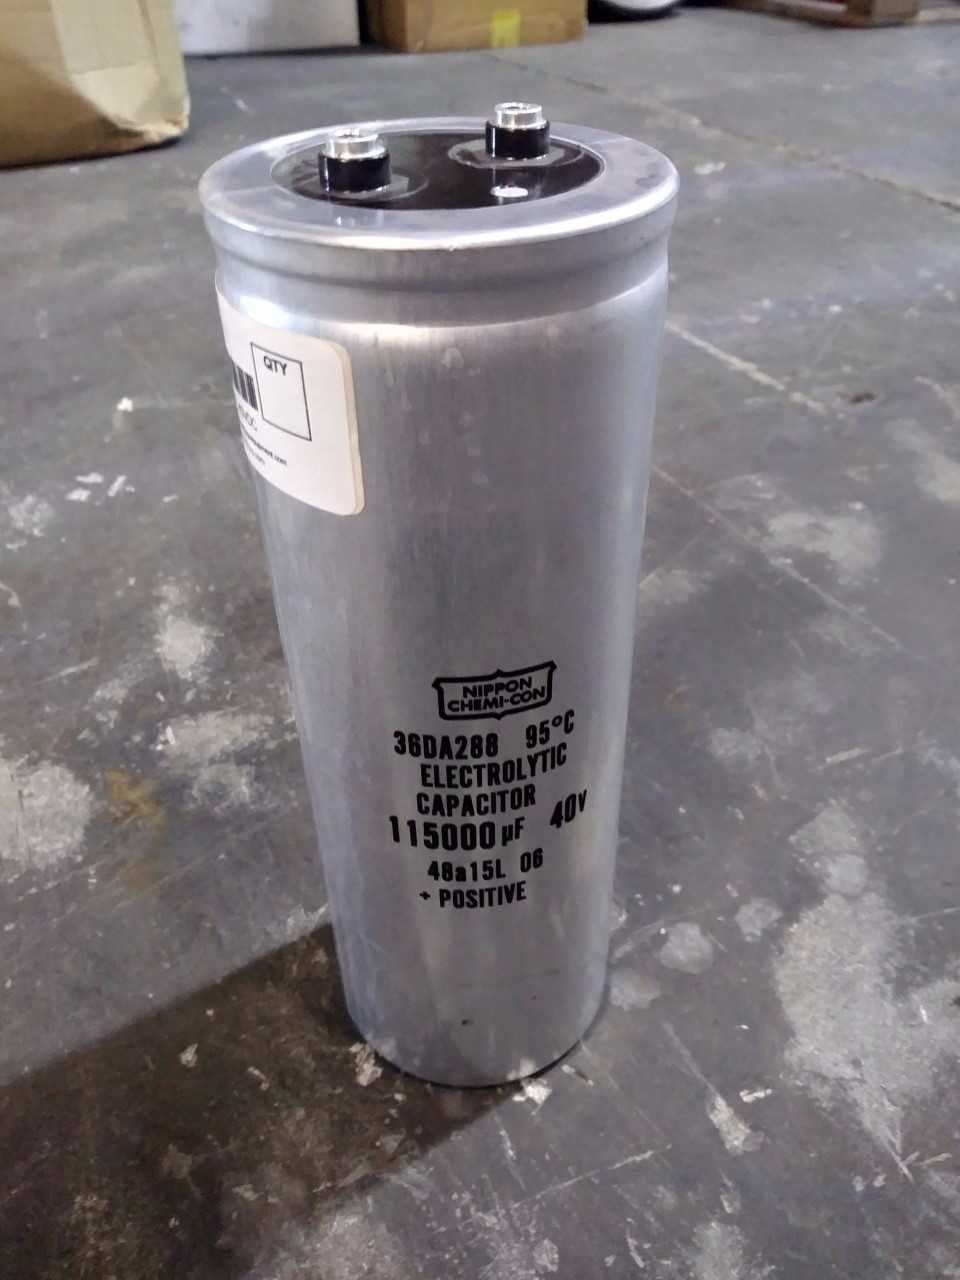 QTY
NIPPON
CHEMI-CON
36DA288 95°C
ELECTROLYTIC
CAPACITOR
115000µF 40V
48a15L 06
+ POSITIVE